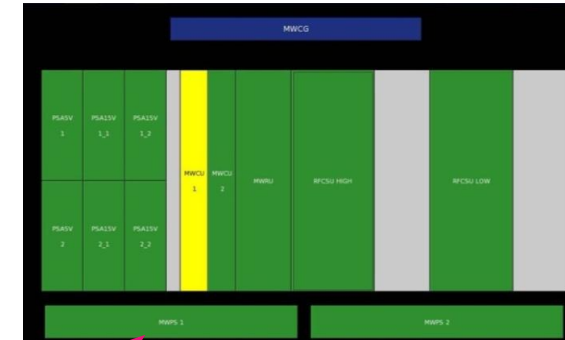 MWCG
PSA5V
1
PSA15V
1_1
PSA15V
1_2
MWCU
1
MWCU
2
MWRU
RFCSU HIGH
RFCSU LOW
PSA5V
2
PSA15V
2_1
PSA15V
2_2
MWPS 1
MWPS 2